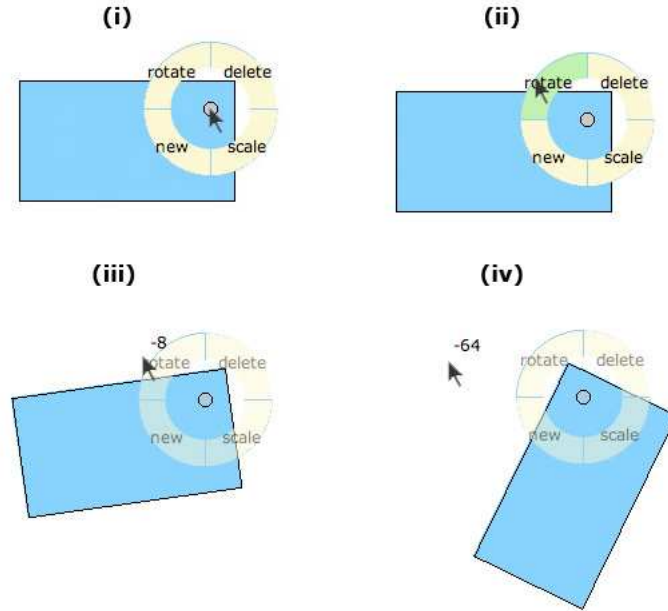 (i)
rotate delete
new scale
(ii)
rotate delete
new scale
(iii)
-8
rotate delete
new scale
(iv)
-64
rotate delete
new scale